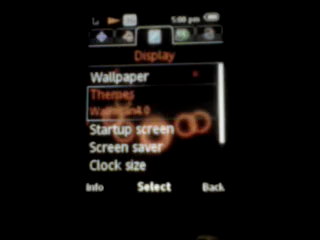 5:00 pm
Display
Wallpaper
Themes
Startup screen
Screen saver
Clock size
Info Select Back